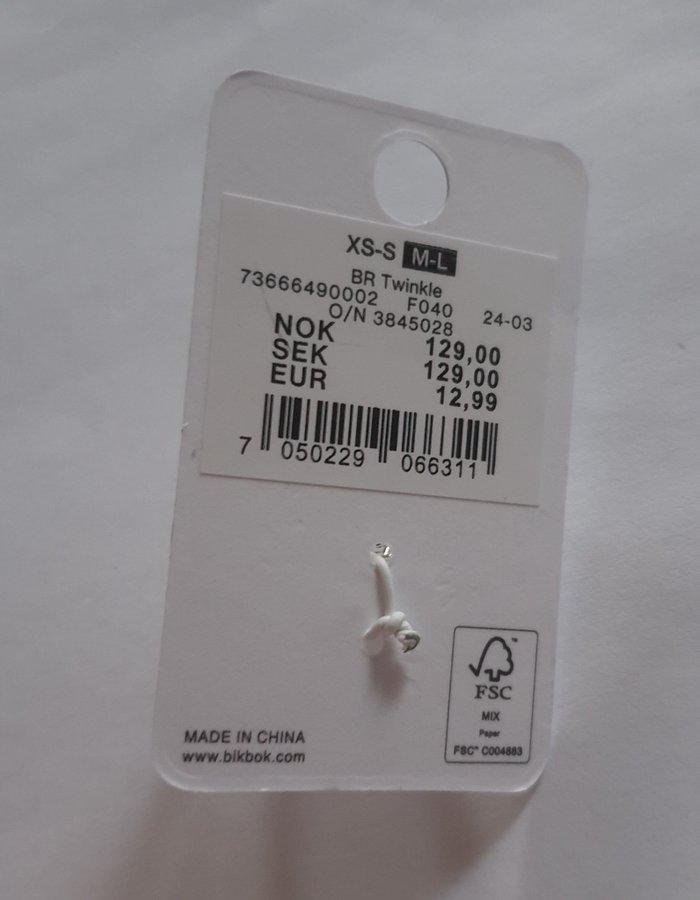 XS-S M-L
BR Twinkle
73666490002 F040 24-03
O/N 3845028
NOK 129,00
SEK 129,00
EUR 12,99
7 050229 066311
FSC
MIX
Paper
FSC™ C004883
MADE IN CHINA
www.bikbok.com